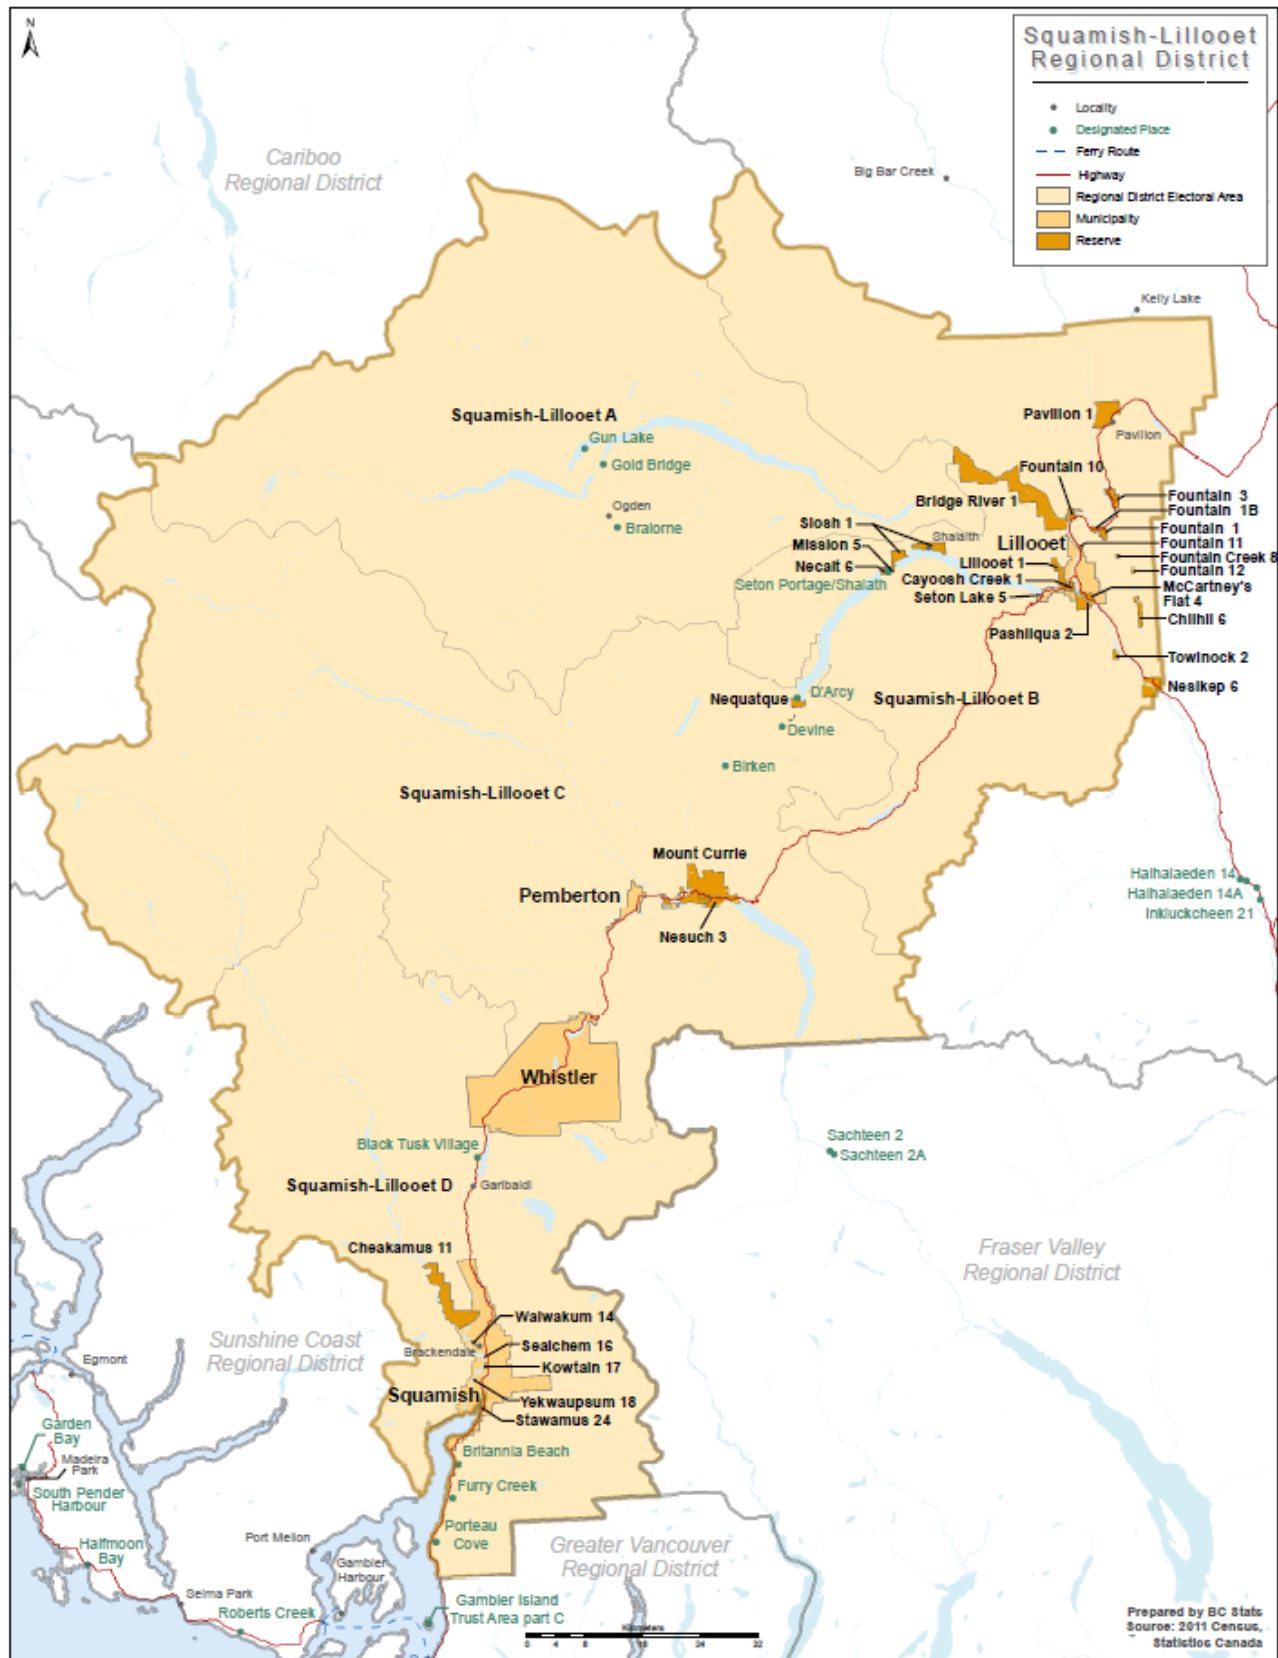 N
Squamish-Lillooet
Regional District
Locality
Designated Place
Ferry Route
Highway
Regional District Electoral Area
Municipality
Reserve
Cariboo
Regional District
Big Bar Creek
Kelly Lake
Squamish-Lillooet A
Gun Lake
Gold Bridge
Ogden
Bralorne
Pavilion 1
Pavilion
Fountain 10
Bridge River 1
Fountain 3
Fountain 1B
Fountain 1
Fountain 11
Fountain Creek 8
Fountain 12
McCartney's
Flat 4
Chilhil 6
Towinock 2
Nesikep 6
Slosh 1
Shalalth
Mission 5
Necait 6
Seton Portage/Shalath
Lillooet
Lillooet 1
Cayoosh Creek 1
Seton Lake 5
Pashilqua 2
Nequatque
D'Arcy
Squamish-Lillooet B
Devine
Birken
Squamish-Lillooet C
Mount Currie
Pemberton
Nesuch 3
Halhalaeden 14
Halhalaeden 14A
Inkluckcheen 21
Whistler
Black Tusk Village
Squamish-Lillooet D
Garibaldi
Sachteen 2
Sachteen 2A
Fraser Valley
Regional District
Cheakamus 11
Waiwakum 14
Brackendale
Seaichem 16
Kowtain 17
Squamish
Yekwaupsum 18
Stawamus 24
Sunshine Coast
Regional District
Egmont
Garden
Bay
Madeira
Park
South Pender
Harbour
Halfmoon
Bay
Britannia Beach
Furry Creek
Porteau
Cove
Port Mellon
Gambier
Harbour
Selma Park
Roberts Creek
Gambier Island
Trust Area part C
Greater Vancouver
Regional District
Kilometers
0 4 8 16 24 32
Prepared by BC Stats
Source: 2011 Census,
Statistics Canada